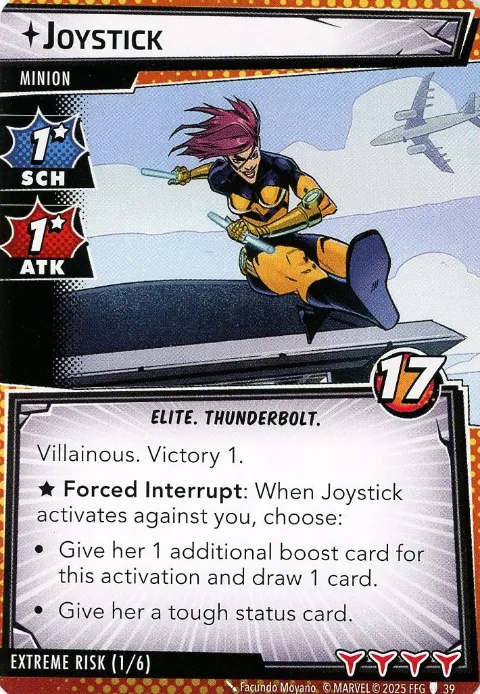 JOYSTICK
MINION
1
SCH
1
ATK
17
ELITE. THUNDERBOLT.
Villainous. Victory 1.
★ Forced Interrupt: When Joystick
activates against you, choose:
• Give her 1 additional boost card for
this activation and draw 1 card.
• Give her a tough status card.
EXTREME RISK (1/6)
Facundo Moyano. © MARVEL © 2025 FFG 39